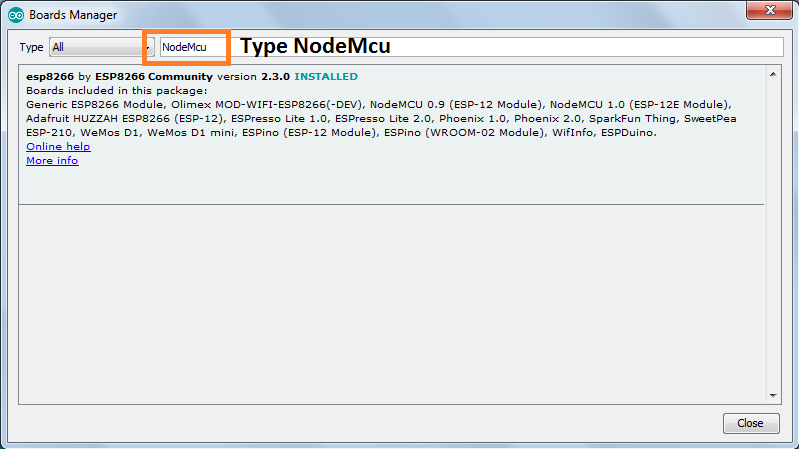 Boards Manager
Type All NodeMcu Type NodeMcu
esp8266 by ESP8266 Community version 2.3.0 INSTALLED
Boards included in this package:
Generic ESP8266 Module, Olimex MOD-WIFI-ESP8266(-DEV), NodeMCU 0.9 (ESP-12 Module), NodeMCU 1.0 (ESP-12E Module),
Adafruit HUZZAH ESP8266 (ESP-12), ESPresso Lite 1.0, ESPresso Lite 2.0, Phoenix 1.0, Phoenix 2.0, SparkFun Thing, SweetPea
ESP-210, WeMos D1, WeMos D1 mini, ESPino (ESP-12 Module), ESPino (WROOM-02 Module), WifInfo, ESPDuino.
Online help
More info
Close